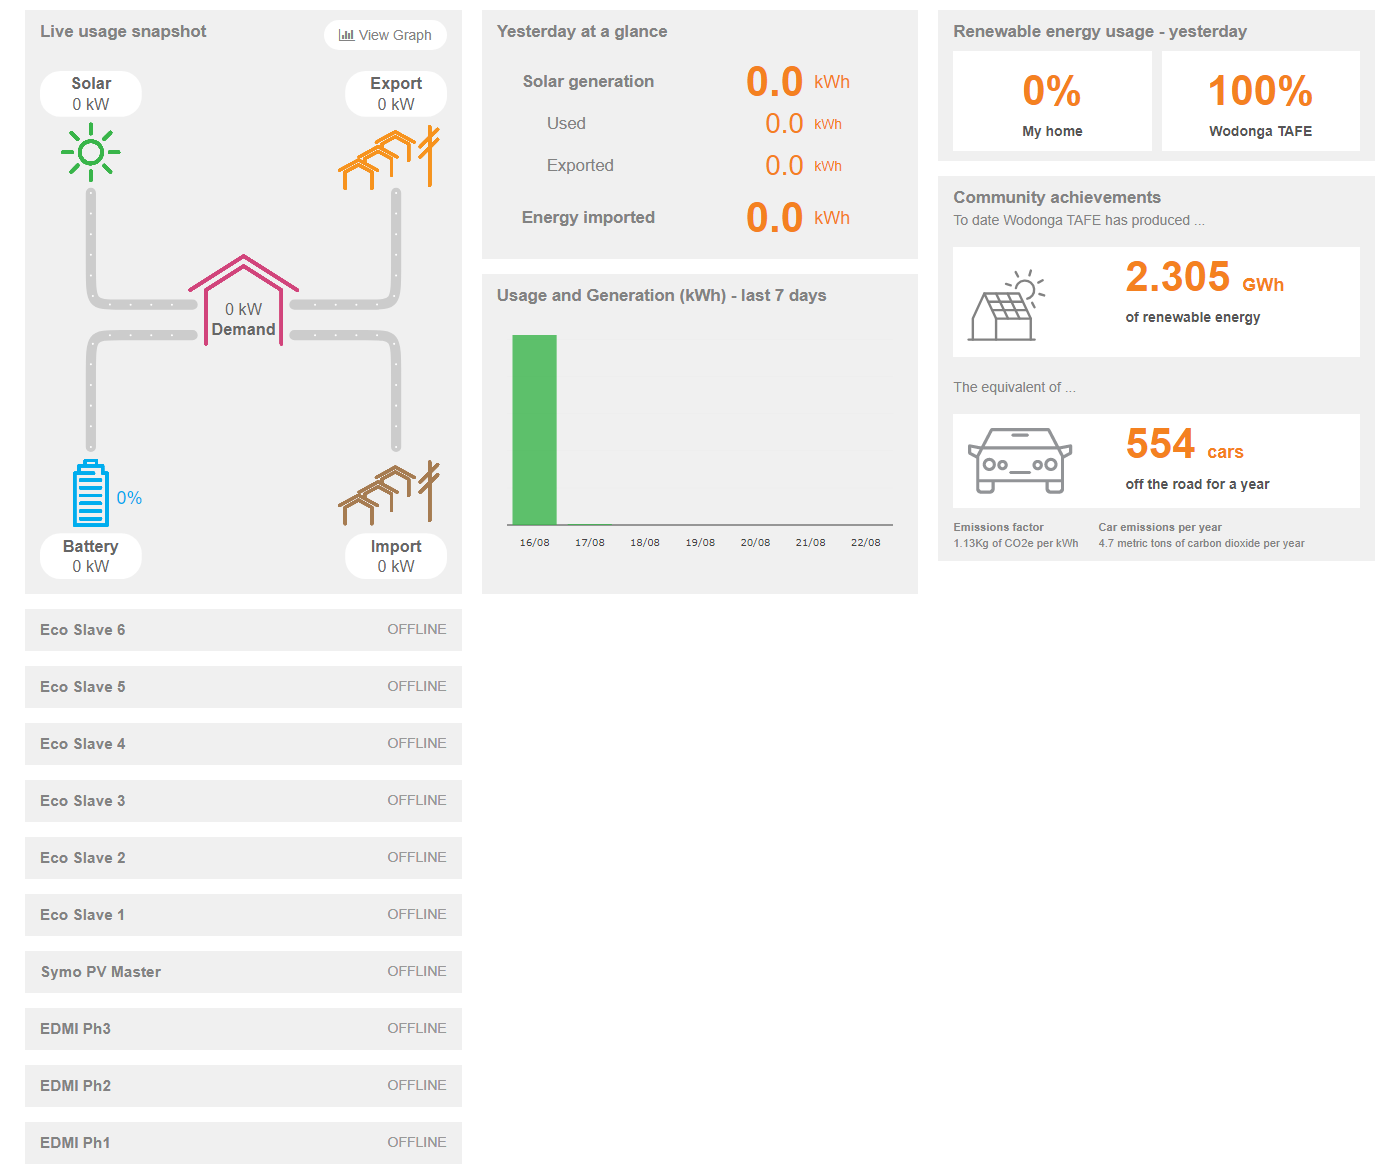 Live usage snapshot
View Graph
Solar
0 kW
Export
0 kW
0 kW
Demand
0%
Battery
0 kW
Import
0 kW
Eco Slave 6 OFFLINE
Eco Slave 5 OFFLINE
Eco Slave 4 OFFLINE
Eco Slave 3 OFFLINE
Eco Slave 2 OFFLINE
Eco Slave 1 OFFLINE
Symo PV Master OFFLINE
EDMI Ph3 OFFLINE
EDMI Ph2 OFFLINE
EDMI Ph1 OFFLINE
Yesterday at a glance
Solar generation 0.0 kWh
Used 0.0 kWh
Exported 0.0 kWh
Energy imported 0.0 kWh
Usage and Generation (kWh) - last 7 days
16/08 17/08 18/08 19/08 20/08 21/08 22/08
Renewable energy usage - yesterday
0%
My home
100%
Wodonga TAFE
Community achievements
To date Wodonga TAFE has produced ...
2.305 GWh
of renewable energy
The equivalent of ...
554 cars
off the road for a year
Emissions factor
1.13Kg of CO2e per kWh
Car emissions per year
4.7 metric tons of carbon dioxide per year